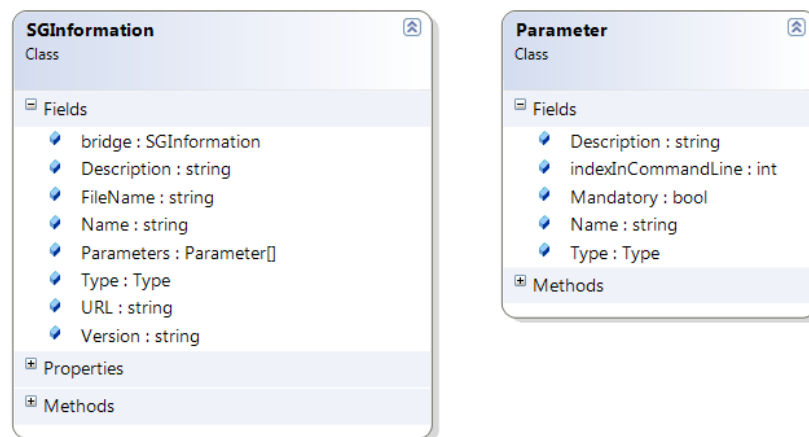 SGInformation
Class
Fields
bridge : SGInformation
Description : string
FileName : string
Name : string
Parameters : Parameter[]
Type : Type
URL : string
Version : string
Properties
Methods
Parameter
Class
Fields
Description : string
indexInCommandLine : int
Mandatory : bool
Name : string
Type : Type
Methods